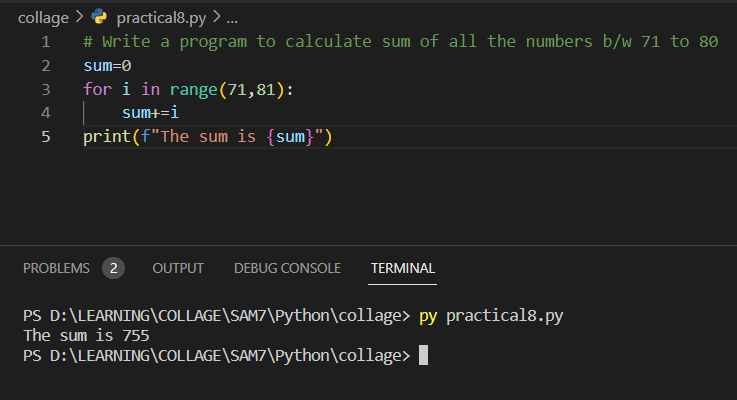 collage > practical8.py > ...
1 # Write a program to calculate sum of all the numbers b/w 71 to 80
2 sum=0
3 for i in range(71,81):
4     sum+=i
5 print(f"The sum is {sum}")
PROBLEMS 2 OUTPUT DEBUG CONSOLE TERMINAL
PS D:\LEARNING\COLLAGE\SAM7\Python\collage> py practical8.py
The sum is 755
PS D:\LEARNING\COLLAGE\SAM7\Python\collage>